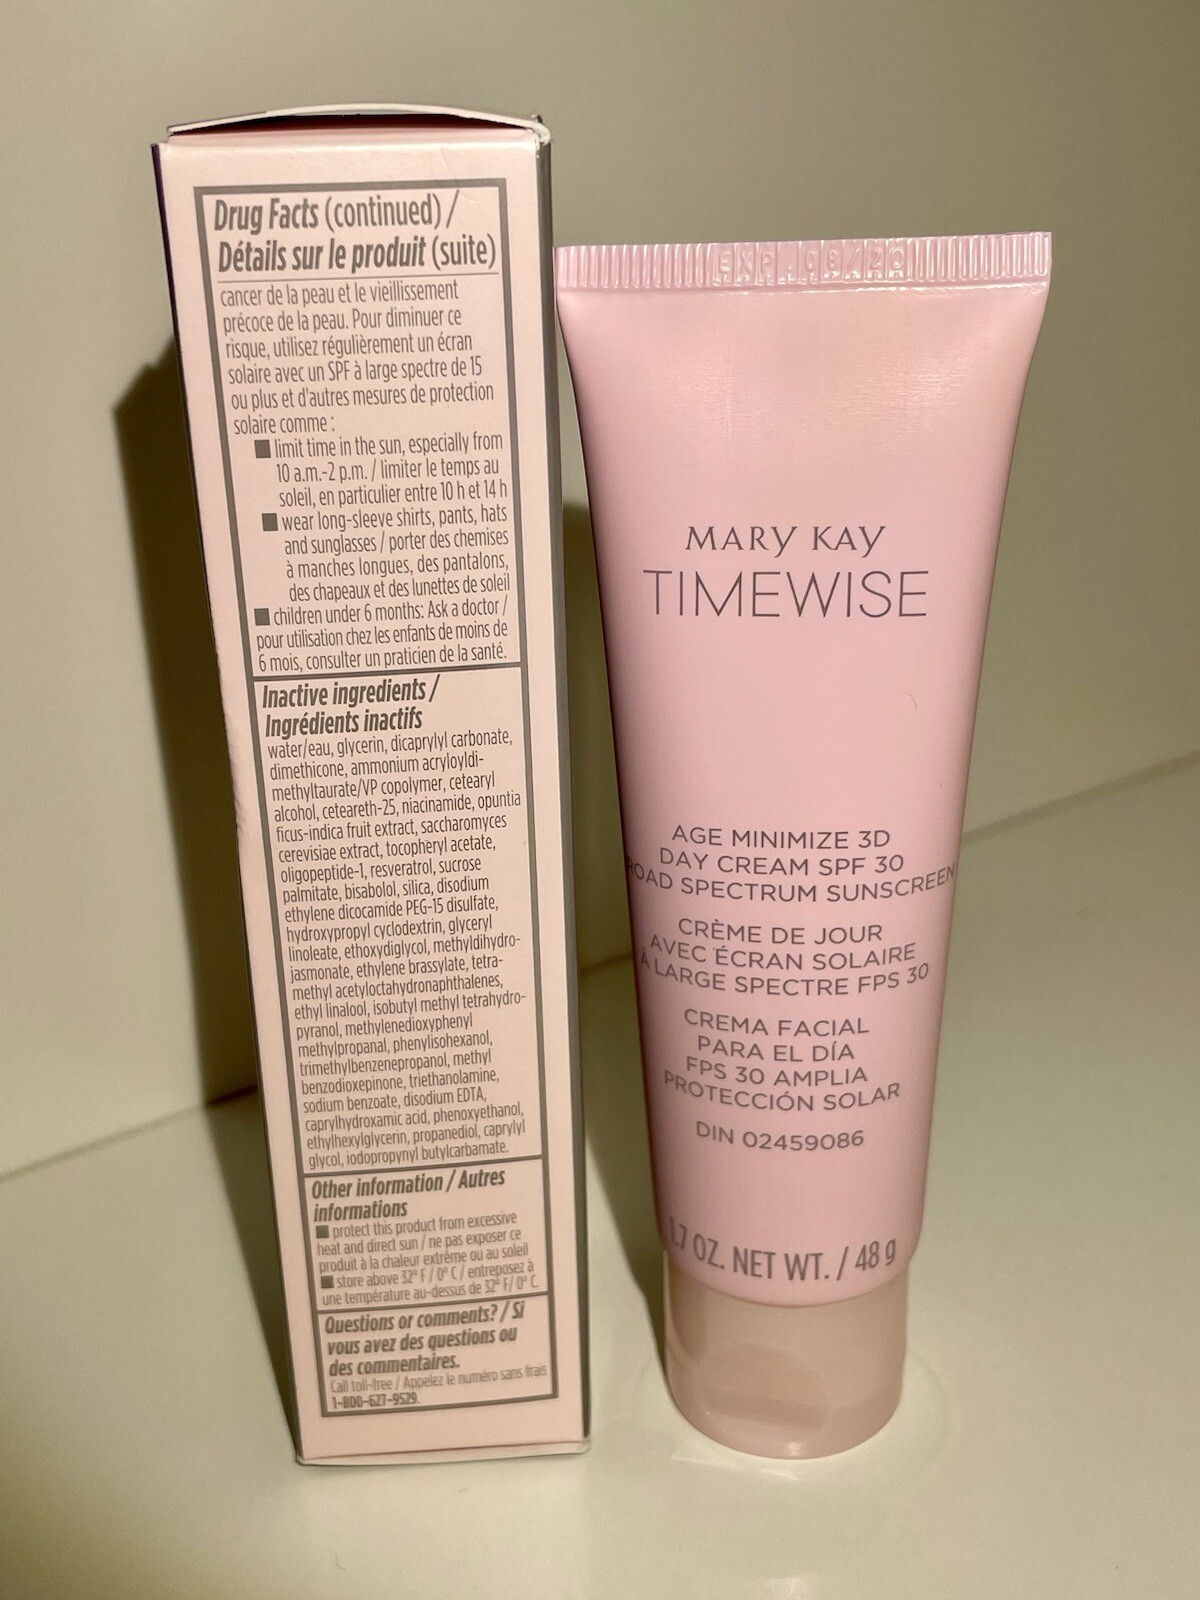 Drug Facts (continued) /
Détails sur le produit (suite)
cancer de la peau et le vieillissement
précoce de la peau. Pour diminuer ce
risque, utilisez régulièrement un écran
solaire avec un SPF à large spectre de 15
ou plus et d'autres mesures de protection
solaire comme :
■ limit time in the sun, especially from
10 a.m.-2 p.m. / limiter le temps au
soleil, en particulier entre 10 h et 14 h
■ wear long-sleeve shirts, pants, hats
and sunglasses / porter des chemises
à manches longues, des pantalons,
des chapeaux et des lunettes de soleil
■ children under 6 months: Ask a doctor /
pour utilisation chez les enfants de moins de
6 mois, consulter un praticien de la santé.
Inactive ingredients /
Ingrédients inactifs
water/eau, glycerin, dicaprylyl carbonate,
dimethicone, ammonium acryloyldi-
methyltaurate/VP copolymer, cetearyl
alcohol, ceteareth-25, niacinamide, opuntia
ficus-indica fruit extract, saccharomyces
cerevisiae extract, tocopheryl acetate,
oligopeptide-1, resveratrol, sucrose
palmitate, bisabolol, silica, disodium
ethylene dicocamide PEG-15 disulfate,
hydroxypropyl cyclodextrin, glyceryl
linoleate, ethoxydiglycol, methyldihydro-
jasmonate, ethylene brassylate, tetra-
methyl acetyloctahydronaphthalenes,
ethyl linalool, isobutyl methyl tetrahydro-
pyranol, methylenedioxyphenyl
methylpropanal, phenylisohexanol,
trimethylbenzenepropanol, methyl
benzodioxepinone, triethanolamine,
sodium benzoate, disodium EDTA,
caprylhydroxamic acid, phenoxyethanol,
ethylhexylglycerin, propanediol, caprylyl
glycol, iodopropynyl butylcarbamate.
Other information / Autres
informations
■ protect this product from excessive
heat and direct sun / ne pas exposer ce
produit à la chaleur extrême ou au soleil
■ store above 32° F / 0° C / entreposez à
une température au-dessus de 32° F/ 0° C.
Questions or comments? / Si
vous avez des questions ou
des commentaires.
Call toll-free / Appelez le numéro sans frais
1-800-627-9529.
EXP. 08/20
MARY KAY
TIMEWISE
AGE MINIMIZE 3D
DAY CREAM SPF 30
ROAD SPECTRUM SUNSCREEN
CRÈME DE JOUR
AVEC ÉCRAN SOLAIRE
À LARGE SPECTRE FPS 30
CREMA FACIAL
PARA EL DÍA
FPS 30 AMPLIA
PROTECCIÓN SOLAR
DIN 02459086
1.7 OZ. NET WT. / 48 g